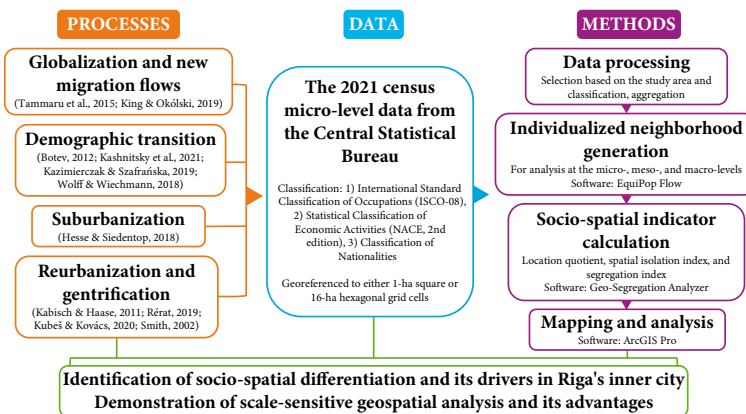 PROCESSES
Globalization and new
migration flows
(Tammaru et al., 2015; King & Okólski, 2019)
Demographic transition
(Botev, 2012; Kashnitsky et al., 2021;
Kazimierczak & Szafrańska, 2019;
Wolff & Wiechmann, 2018)
Suburbanization
(Hesse & Siedentop, 2018)
Reurbanization and
gentrification
(Kabisch & Haase, 2011; Rérat, 2019;
Kubeš & Kovács, 2020; Smith, 2002)
DATA
The 2021 census
micro-level data from
the Central Statistical
Bureau
Classification: 1) International Standard
Classification of Occupations (ISCO-08),
2) Statistical Classification of
Economic Activities (NACE, 2nd
edition), 3) Classification of
Nationalities
Georeferenced to either 1-ha square or
16-ha hexagonal grid cells
METHODS
Data processing
Selection based on the study area and
classification, aggregation
Individualized neighborhood
generation
For analysis at the micro-, meso-, and macro-levels
Software: EquiPop Flow
Socio-spatial indicator
calculation
Location quotient, spatial isolation index, and
segregation index
Software: Geo-Segregation Analyzer
Mapping and analysis
Software: ArcGIS Pro
Identification of socio-spatial differentiation and its drivers in Riga's inner city
Demonstration of scale-sensitive geospatial analysis and its advantages